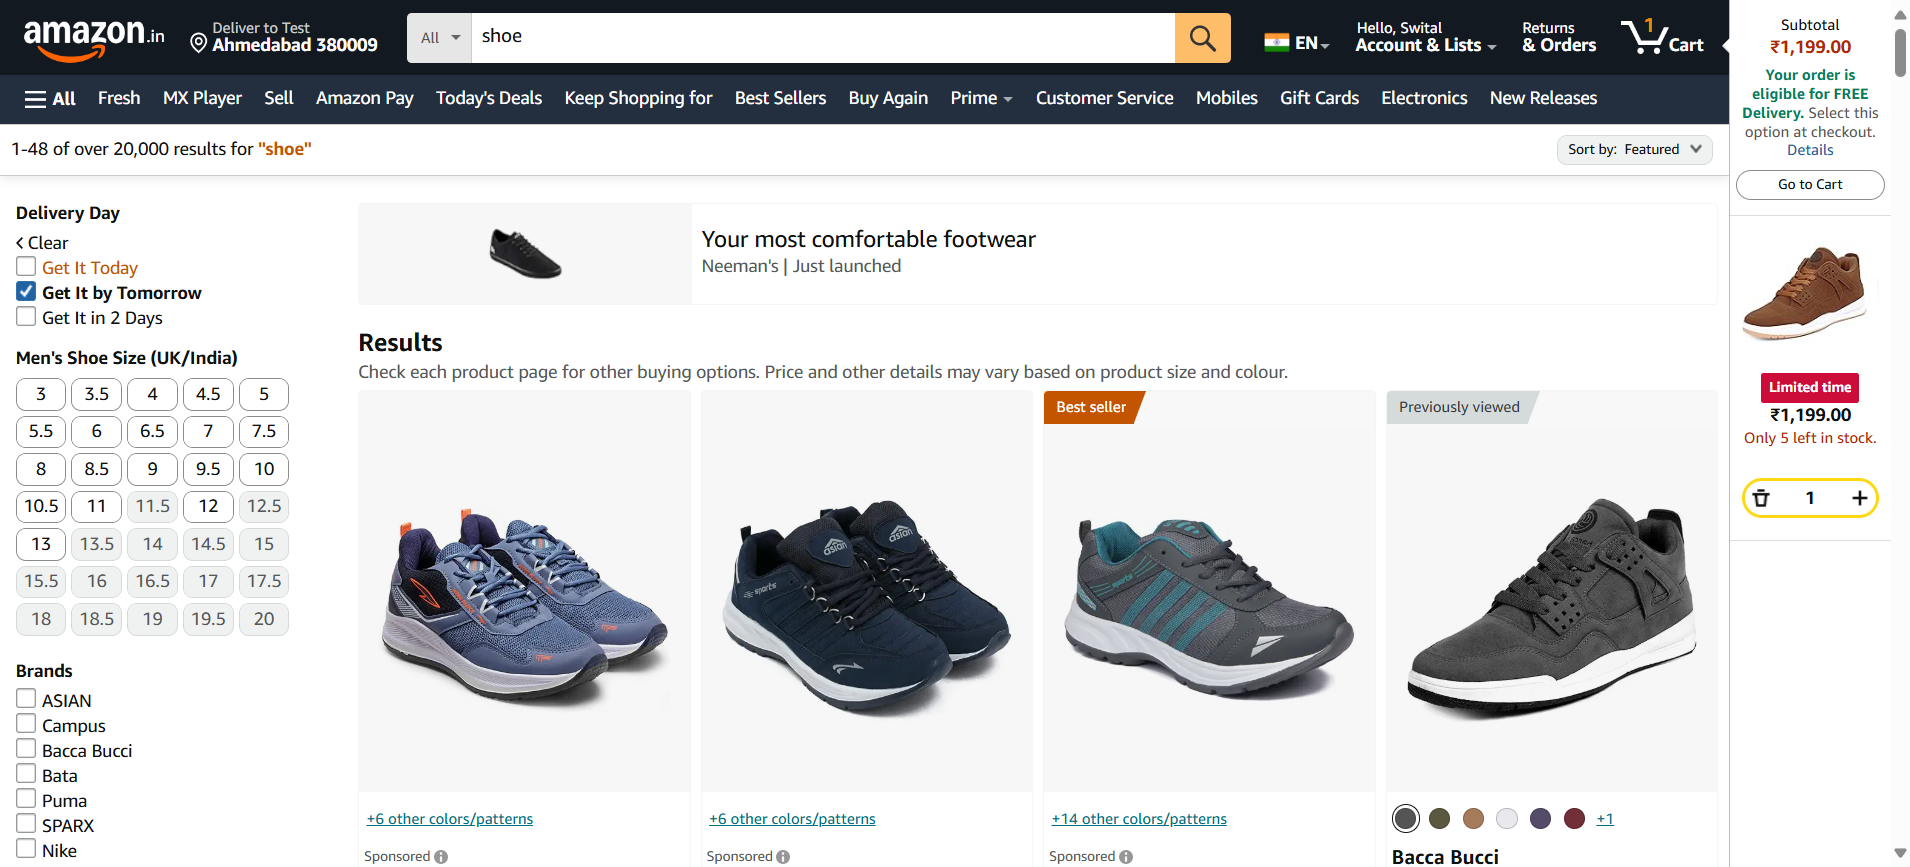 amazon.in
Deliver to Test
Ahmedabad 380009
All
shoe
EN
Hello, Swital
Account & Lists
Returns
& Orders
1
Cart
All
Fresh
MX Player
Sell
Amazon Pay
Today's Deals
Keep Shopping for
Best Sellers
Buy Again
Prime
Customer Service
Mobiles
Gift Cards
Electronics
New Releases
1-48 of over 20,000 results for "shoe"
Sort by: Featured
Delivery Day
Clear
Get It Today
Get It by Tomorrow
Get It in 2 Days
Men's Shoe Size (UK/India)
3 3.5 4 4.5 5
5.5 6 6.5 7 7.5
8 8.5 9 9.5 10
10.5 11 11.5 12 12.5
13 13.5 14 14.5 15
15.5 16 16.5 17 17.5
18 18.5 19 19.5 20
Brands
ASIAN
Campus
Bacca Bucci
Bata
Puma
SPARX
Nike
Your most comfortable footwear
Neeman's | Just launched
Results
Check each product page for other buying options. Price and other details may vary based on product size and colour.
+6 other colors/patterns
Sponsored
asian
asian
sports
+6 other colors/patterns
Sponsored
Best seller
+14 other colors/patterns
Sponsored
Previously viewed
+1
Bacca Bucci
Subtotal
₹1,199.00
Your order is
eligible for FREE
Delivery. Select this
option at checkout.
Details
Go to Cart
Limited time
₹1,199.00
Only 5 left in stock.
1